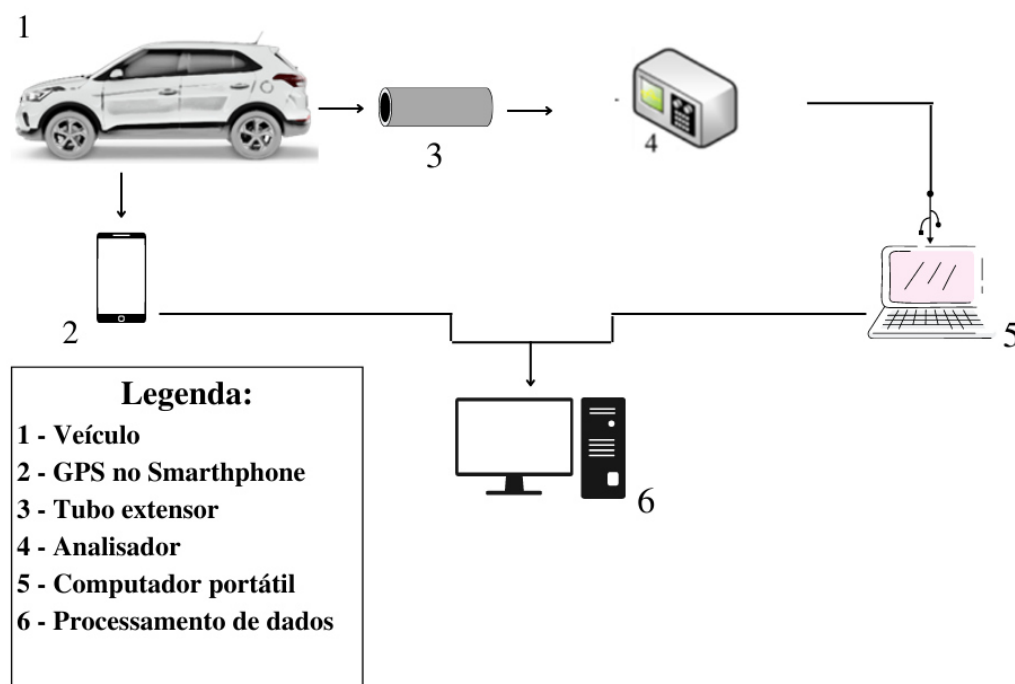 1
3
4
2
5
6
Legenda:
1 - Veículo
2 - GPS no Smarthphone
3 - Tubo extensor
4 - Analisador
5 - Computador portátil
6 - Processamento de dados